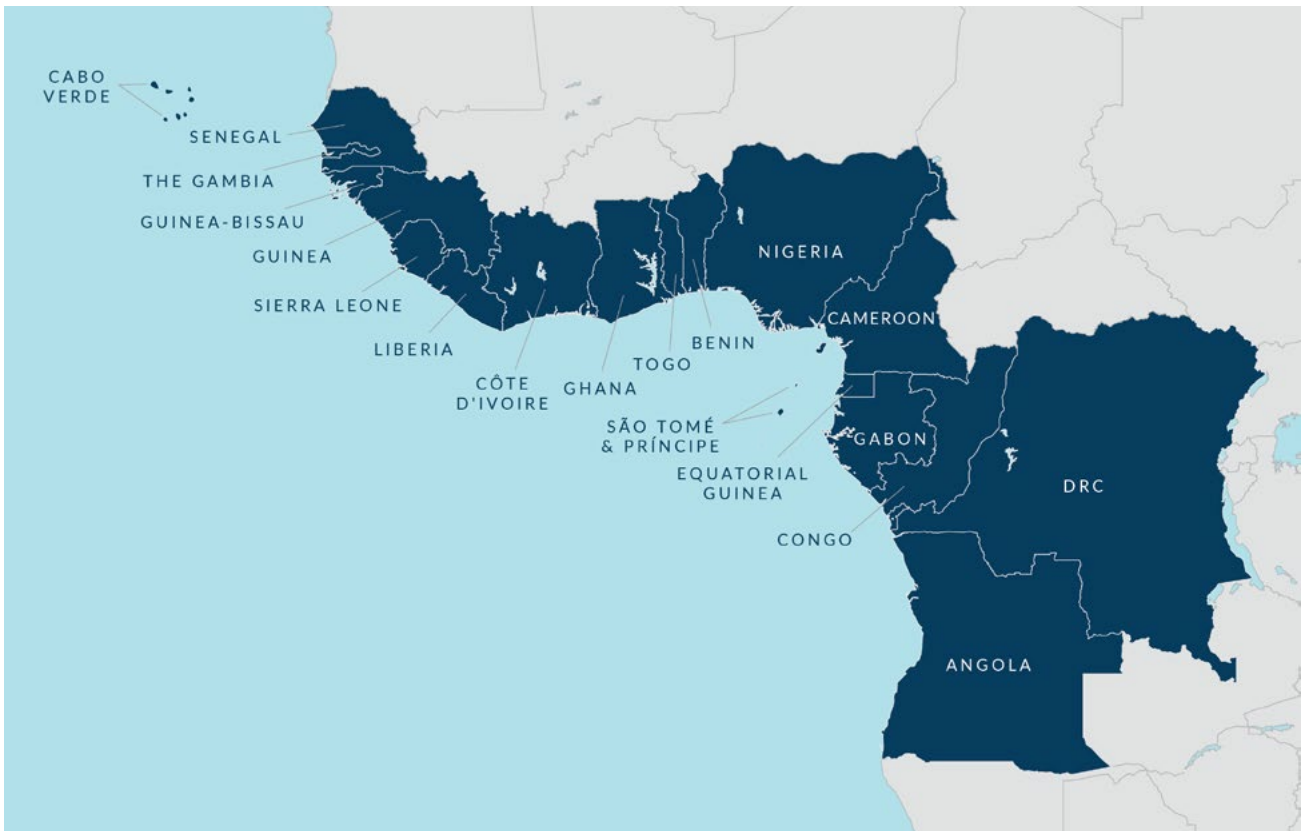 CABO
VERDE
SENEGAL
THE GAMBIA
GUINEA-BISSAU
GUINEA
SIERRA LEONE
LIBERIA
CÔTE
D'IVOIRE
GHANA
TOGO
BENIN
NIGERIA
CAMEROON
SÃO TOMÉ
& PRÍNCIPE
EQUATORIAL
GUINEA
GABON
CONGO
DRC
ANGOLA